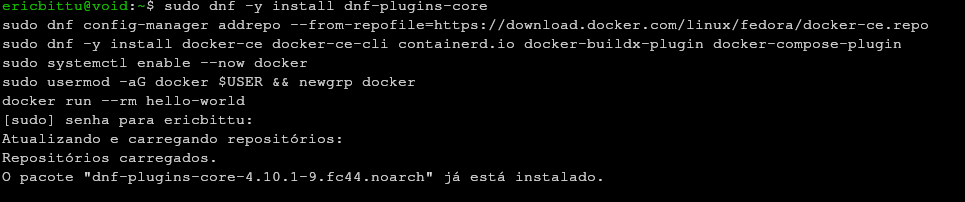 ericbittu@void:~$ sudo dnf -y install dnf-plugins-core
sudo dnf config-manager addrepo --from-repofile=https://download.docker.com/linux/fedora/docker-ce.repo
sudo dnf -y install docker-ce docker-ce-cli containerd.io docker-buildx-plugin docker-compose-plugin
sudo systemctl enable --now docker
sudo usermod -aG docker $USER && newgrp docker
docker run --rm hello-world
[sudo] senha para ericbittu:
Atualizando e carregando repositórios:
Repositórios carregados.
O pacote "dnf-plugins-core-4.10.1-9.fc44.noarch" já está instalado.